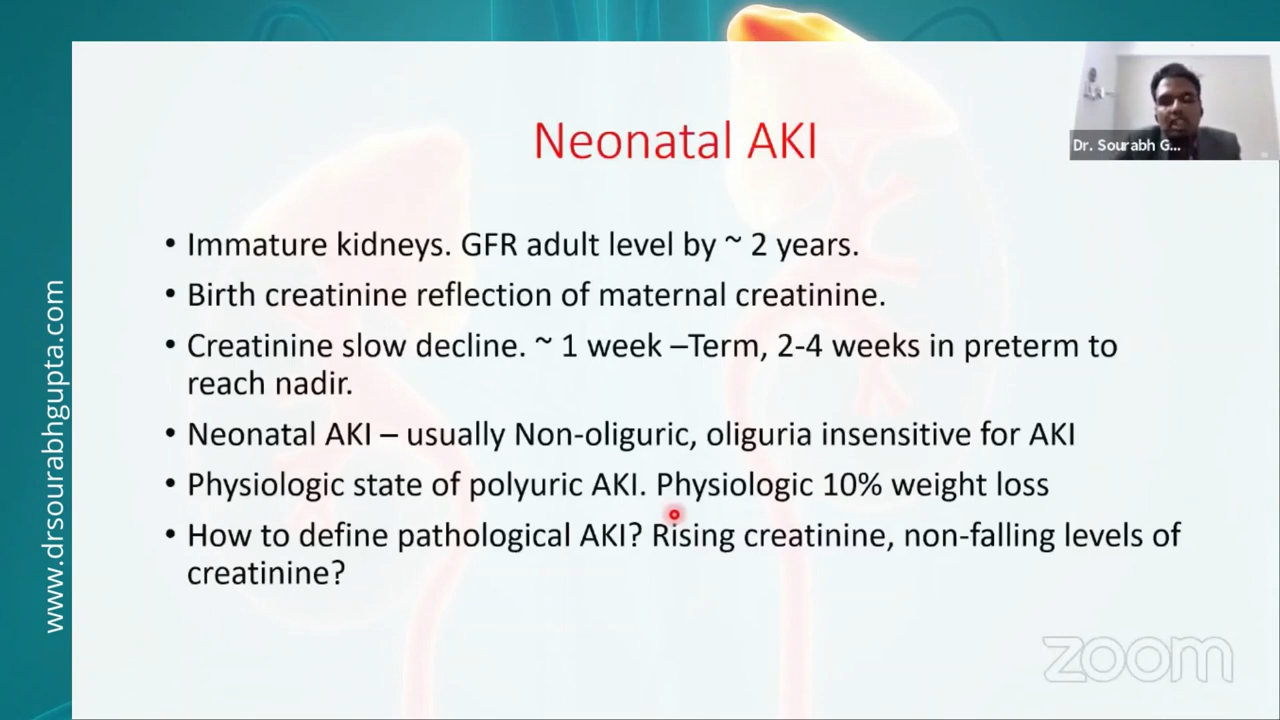 Neonatal AKI
Dr. Sourabh G...
• Immature kidneys. GFR adult level by ~ 2 years.
• Birth creatinine reflection of maternal creatinine.
• Creatinine slow decline. ~ 1 week –Term, 2-4 weeks in preterm to
reach nadir.
• Neonatal AKI – usually Non-oliguric, oliguria insensitive for AKI
• Physiologic state of polyuric AKI. Physiologic 10% weight loss
• How to define pathological AKI? Rising creatinine, non-falling levels of
creatinine?
www.drsourabhgupta.com
zoom